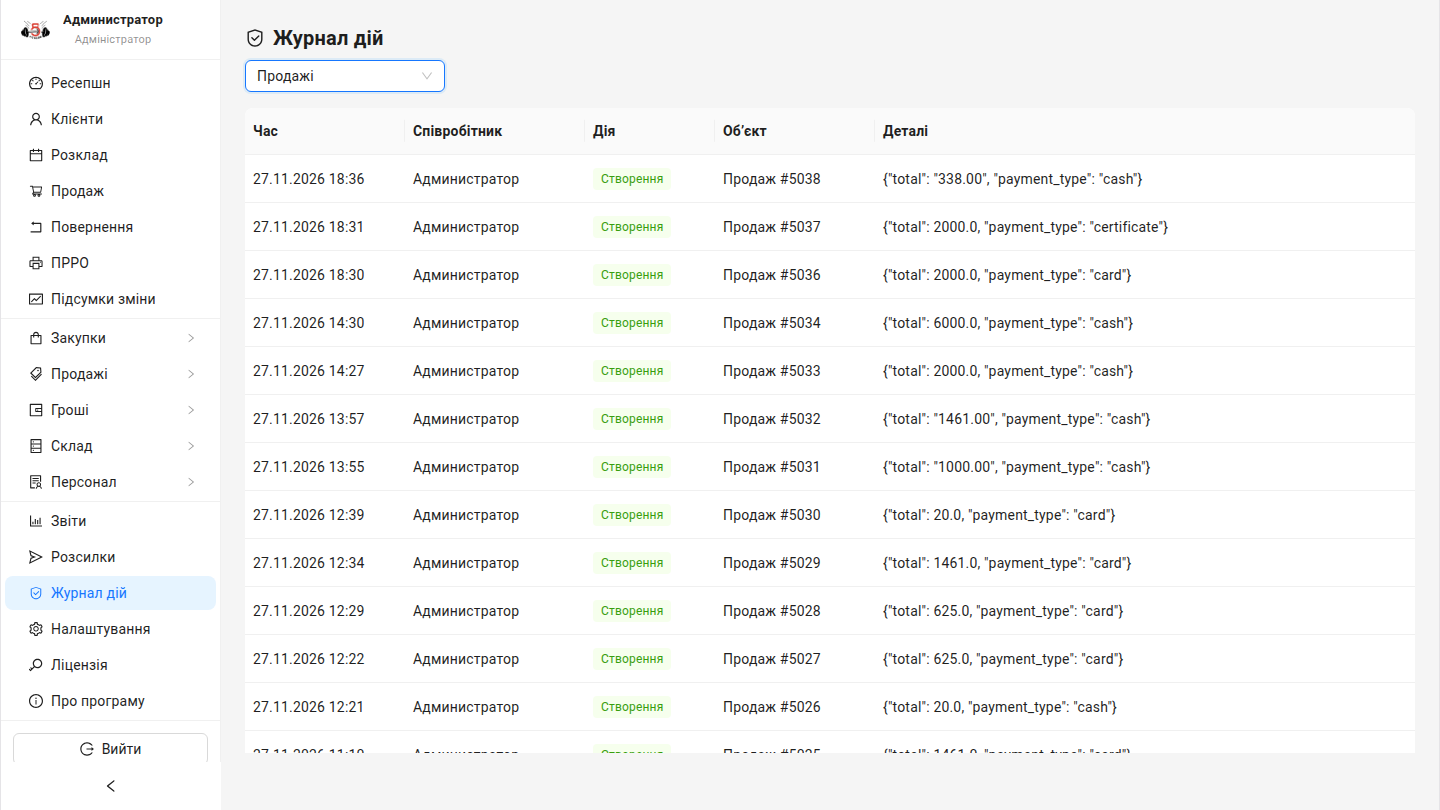 5
Администратор
Адміністратор
Ресепшн
Клієнти
Розклад
Продаж
Повернення
ПРРО
Підсумки зміни
Закупки
Продажі
Гроші
Склад
Персонал
Звіти
Розсилки
Журнал дій
Налаштування
Ліцензія
Про програму
Вийти
Журнал дій
Продажі
Час Співробітник Дія Об’єкт Деталі
27.11.2026 18:36 Администратор Створення Продаж #5038 {"total": "338.00", "payment_type": "cash"}
27.11.2026 18:31 Администратор Створення Продаж #5037 {"total": 2000.0, "payment_type": "certificate"}
27.11.2026 18:30 Администратор Створення Продаж #5036 {"total": 2000.0, "payment_type": "card"}
27.11.2026 14:30 Администратор Створення Продаж #5034 {"total": 6000.0, "payment_type": "cash"}
27.11.2026 14:27 Администратор Створення Продаж #5033 {"total": 2000.0, "payment_type": "cash"}
27.11.2026 13:57 Администратор Створення Продаж #5032 {"total": "1461.00", "payment_type": "cash"}
27.11.2026 13:55 Администратор Створення Продаж #5031 {"total": "1000.00", "payment_type": "cash"}
27.11.2026 12:39 Администратор Створення Продаж #5030 {"total": 20.0, "payment_type": "card"}
27.11.2026 12:34 Администратор Створення Продаж #5029 {"total": 1461.0, "payment_type": "card"}
27.11.2026 12:29 Администратор Створення Продаж #5028 {"total": 625.0, "payment_type": "card"}
27.11.2026 12:22 Администратор Створення Продаж #5027 {"total": 625.0, "payment_type": "card"}
27.11.2026 12:21 Администратор Створення Продаж #5026 {"total": 20.0, "payment_type": "cash"}